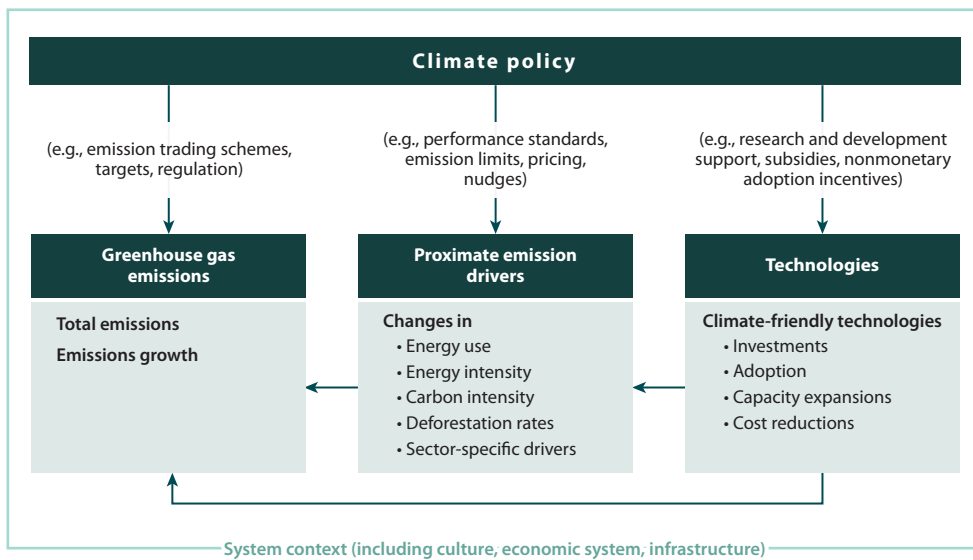 Climate policy
(e.g., emission trading schemes,
targets, regulation)
(e.g., performance standards,
emission limits, pricing,
nudges)
(e.g., research and development
support, subsidies, nonmonetary
adoption incentives)
Greenhouse gas
emissions
Total emissions
Emissions growth
Proximate emission
drivers
Changes in
• Energy use
• Energy intensity
• Carbon intensity
• Deforestation rates
• Sector-specific drivers
Technologies
Climate-friendly technologies
• Investments
• Adoption
• Capacity expansions
• Cost reductions
System context (including culture, economic system, infrastructure)